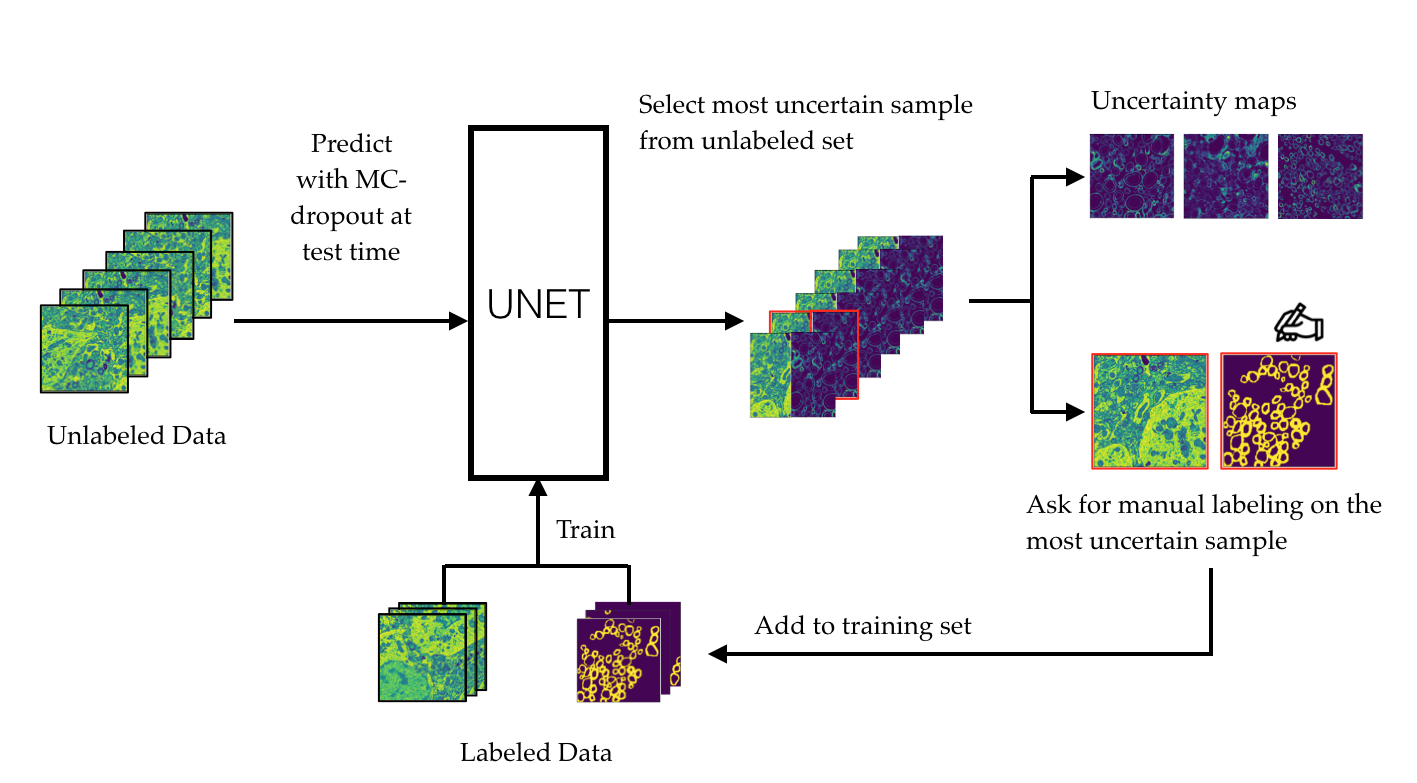 Predict
with MC-
dropout at
test time
Unlabeled Data
UNET
Select most uncertain sample
from unlabeled set
Uncertainty maps
Ask for manual labeling on the
most uncertain sample
Train
Add to training set
Labeled Data